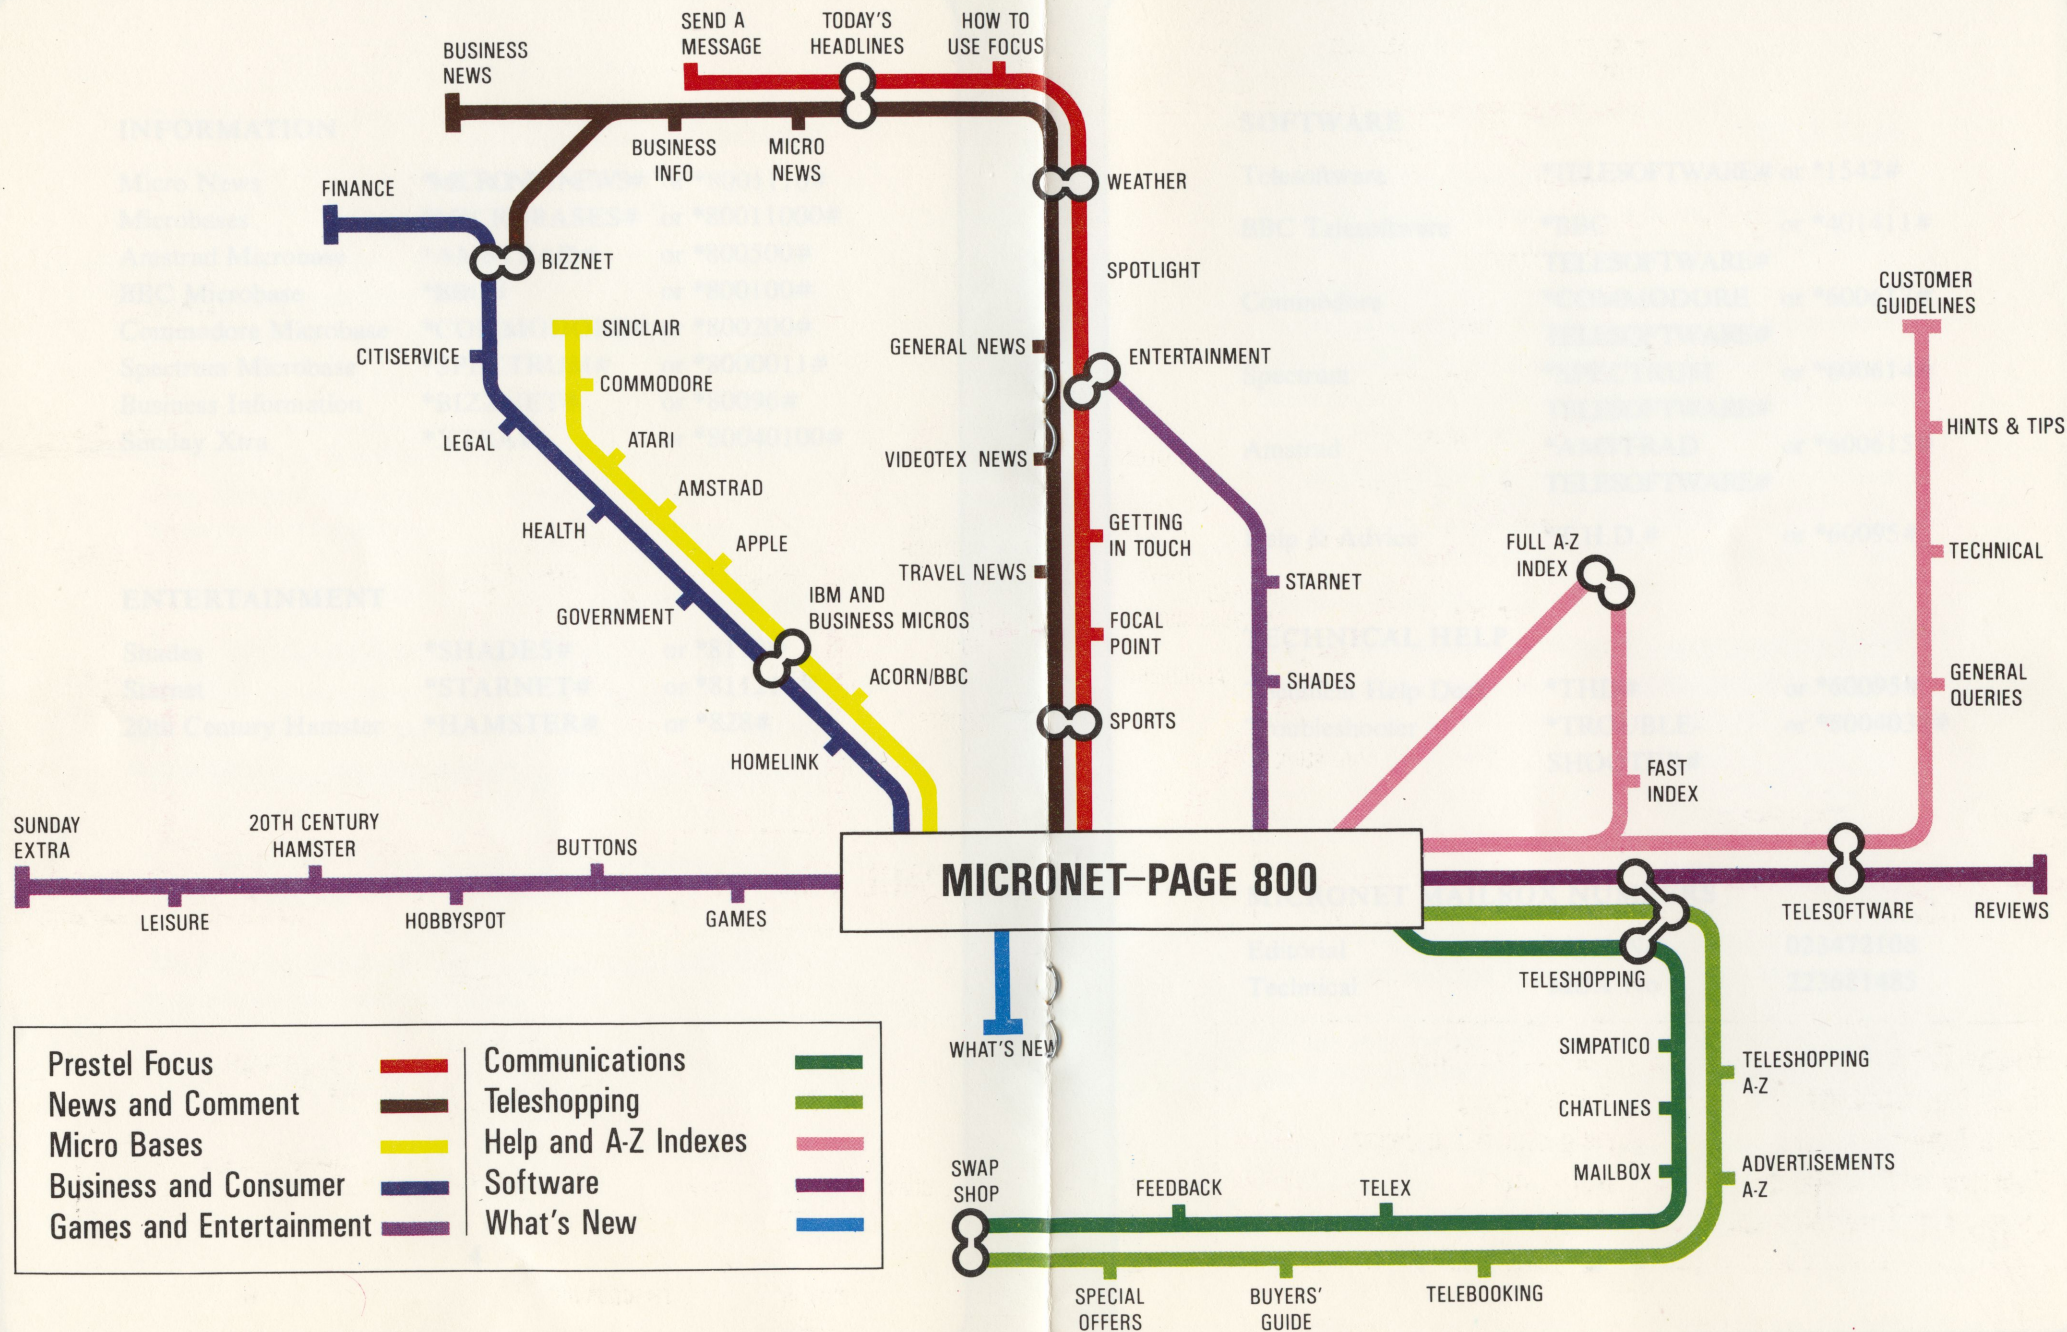 SEND A
MESSAGE
TODAY'S
HEADLINES
HOW TO
USE FOCUS
BUSINESS
NEWS
BUSINESS
INFO
MICRO
NEWS
WEATHER
FINANCE
BIZZNET
SPOTLIGHT
SINCLAIR
CITISERVICE
COMMODORE
GENERAL NEWS
ENTERTAINMENT
CUSTOMER
GUIDELINES
LEGAL
ATARI
VIDEOTEX NEWS
HINTS & TIPS
AMSTRAD
HEALTH
APPLE
GETTING
IN TOUCH
FULL A-Z
INDEX
TECHNICAL
TRAVEL NEWS
STARNET
GOVERNMENT
IBM AND
BUSINESS MICROS
FOCAL
POINT
ACORN/BBC
SHADES
GENERAL
QUERIES
SPORTS
HOMELINK
FAST
INDEX
SUNDAY
EXTRA
20TH CENTURY
HAMSTER
BUTTONS
LEISURE
HOBBYSPOT
GAMES
MICRONET–PAGE 800
TELESOFTWARE
REVIEWS
TELESHOPPING
WHAT'S NEW
SIMPATICO
TELESHOPPING
A-Z
CHATLINES
MAILBOX
ADVERTISEMENTS
A-Z
SWAP
SHOP
FEEDBACK
TELEX
SPECIAL
OFFERS
BUYERS'
GUIDE
TELEBOOKING
Prestel Focus
News and Comment
Micro Bases
Business and Consumer
Games and Entertainment
Communications
Teleshopping
Help and A-Z Indexes
Software
What's New